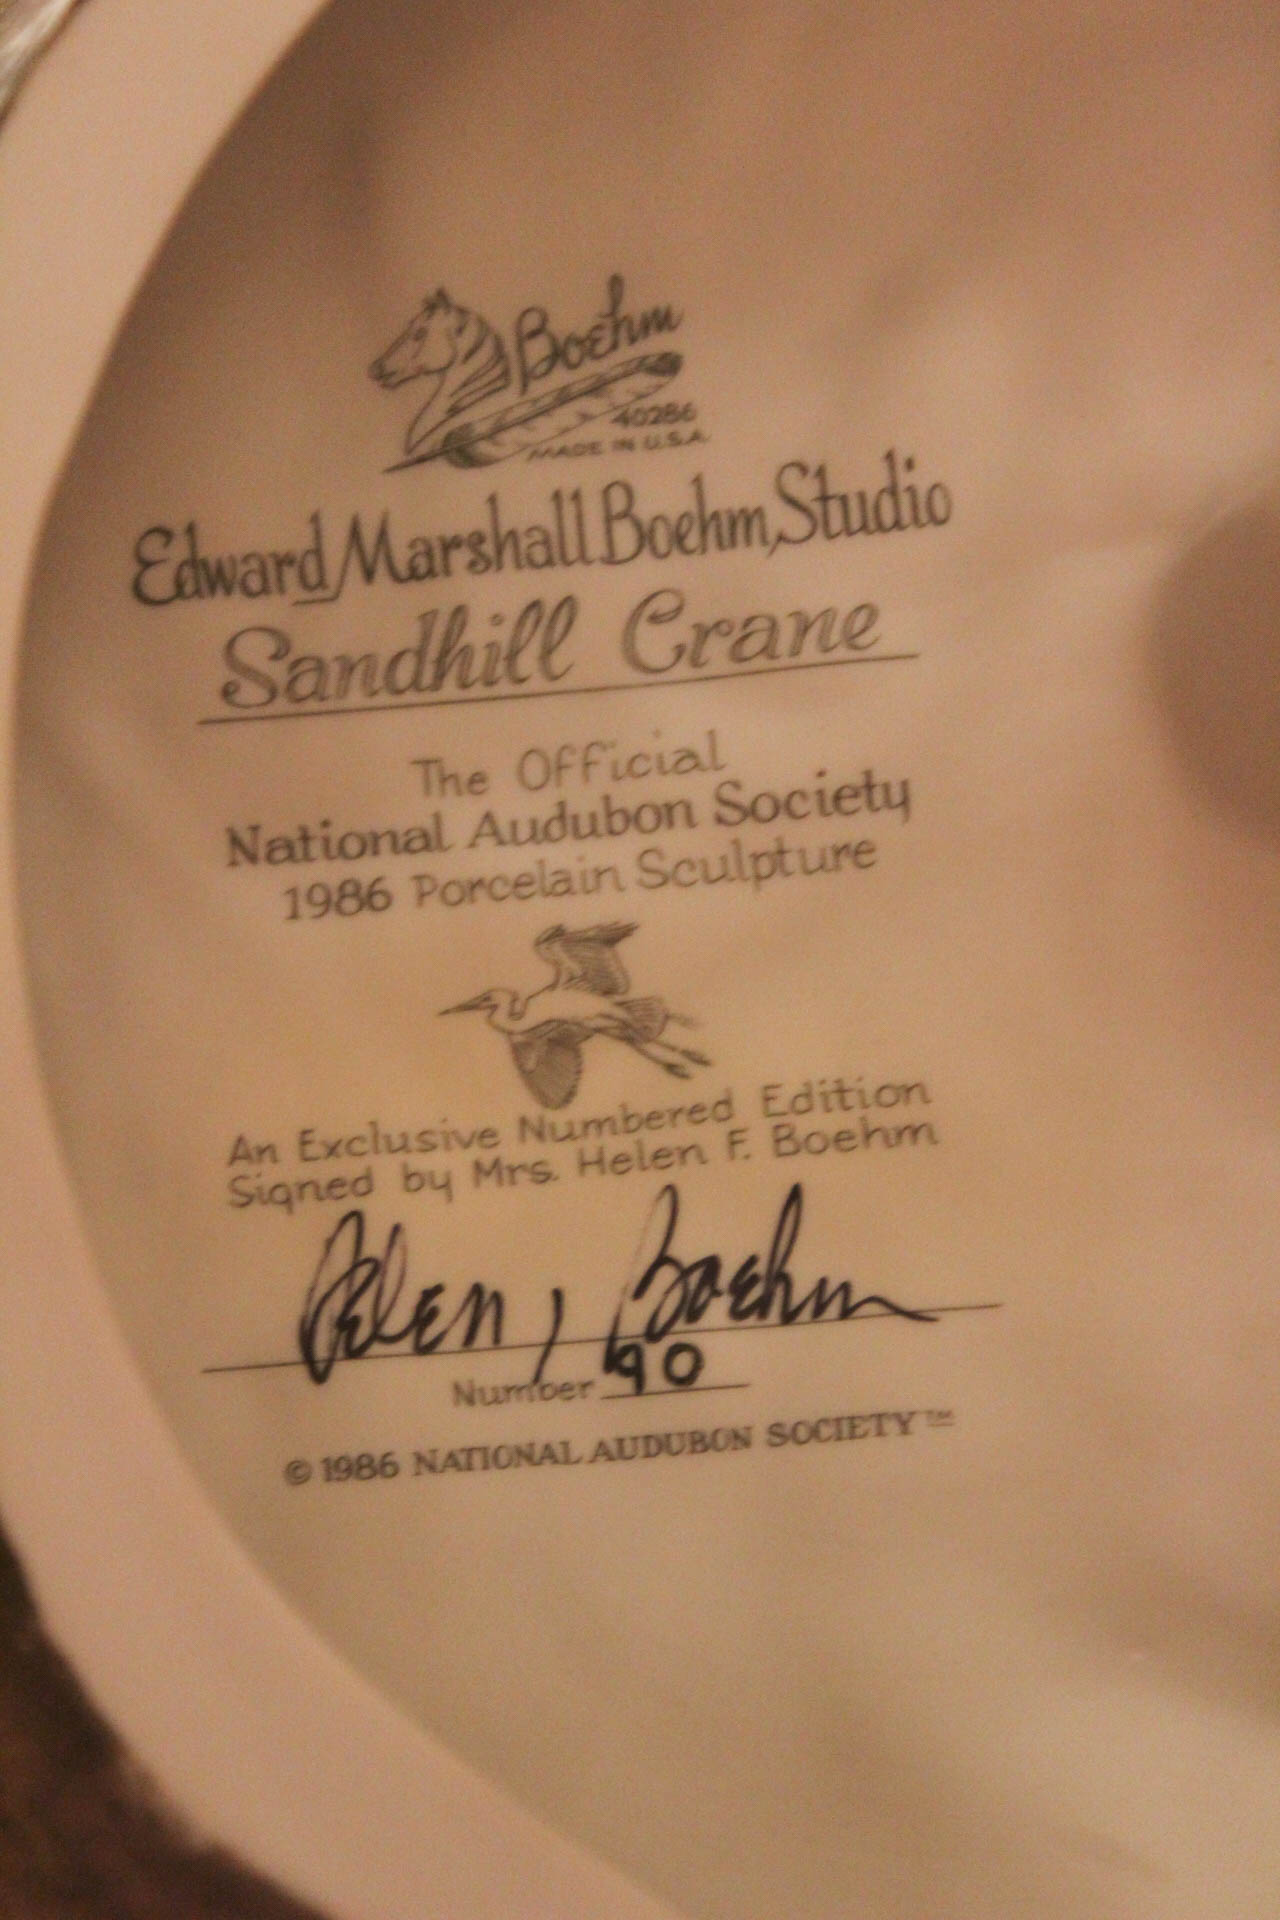 Boehm
40286
MADE IN U.S.A.
Edward Marshall Boehm, Studio
Sandhill Crane
The Official
National Audubon Society
1986 Porcelain Sculpture
An Exclusive Numbered Edition
Signed by Mrs. Helen F. Boehm
Helen F Boehm
Number 90
© 1986 NATIONAL AUDUBON SOCIETY™